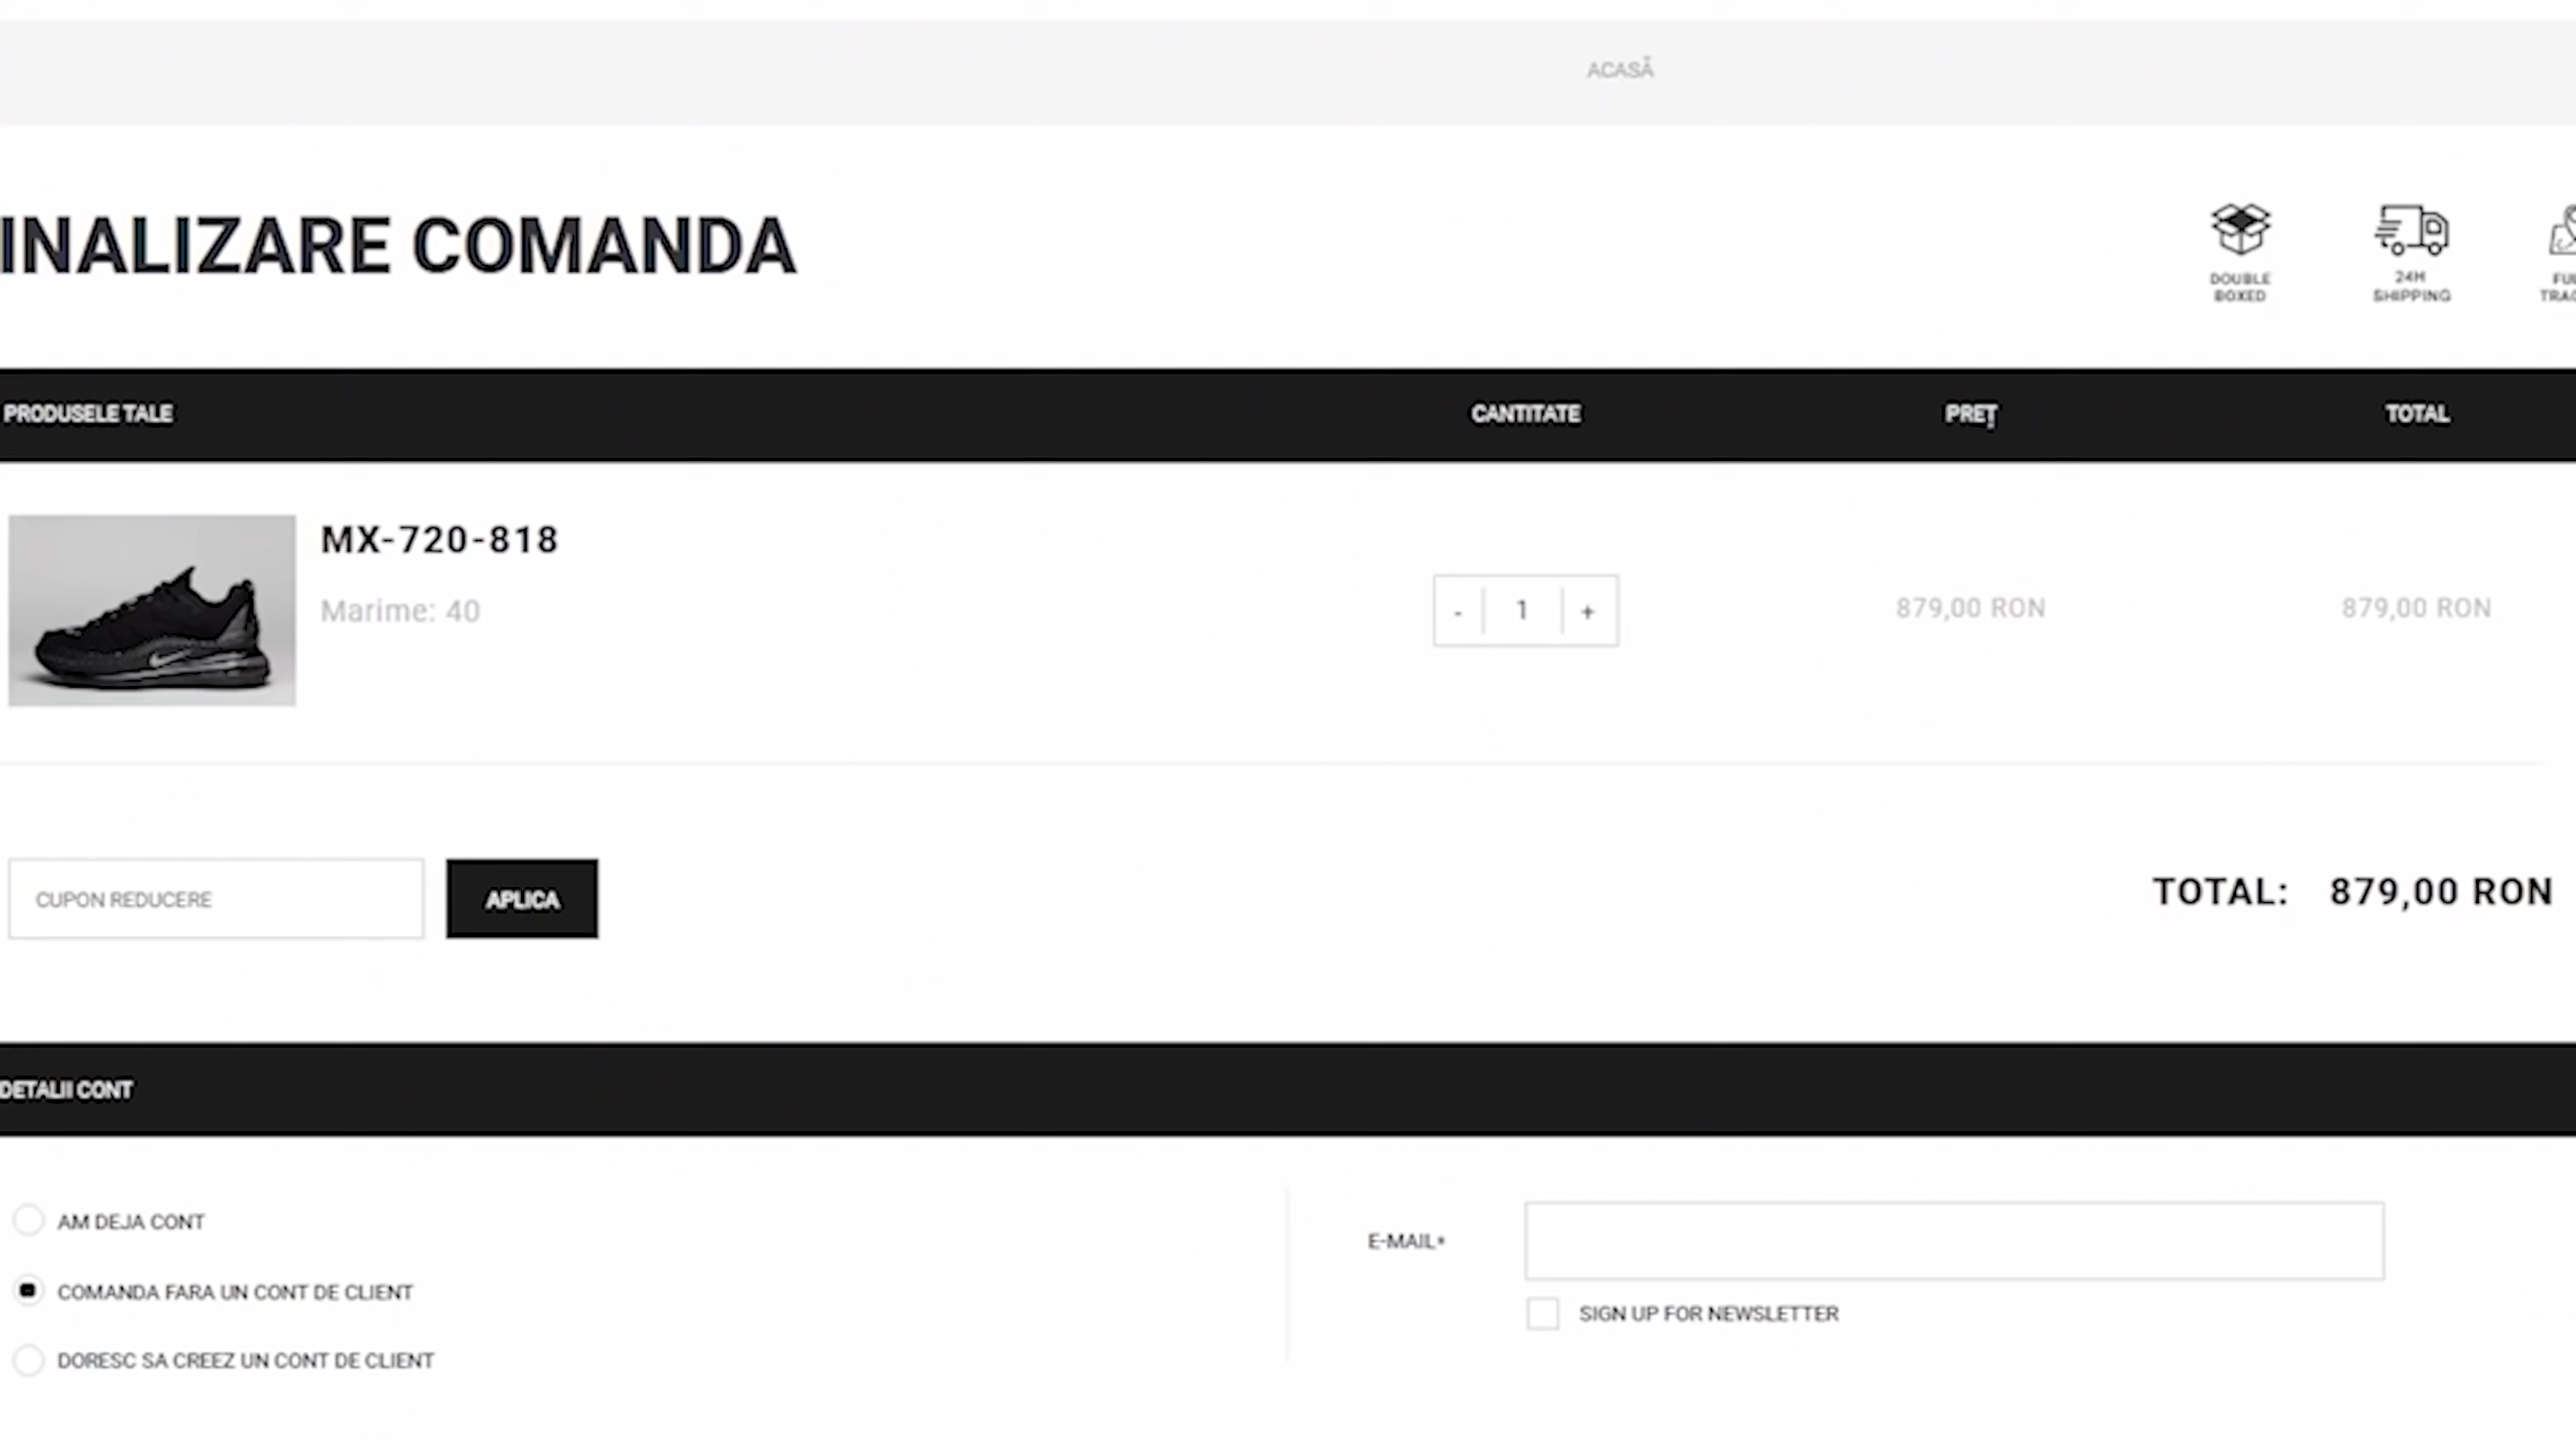 ACASĂ
INALIZARE COMANDA
DOUBLE
BOXED
24H
SHIPPING
FUL
TRAC
PRODUSELE TALE
CANTITATE
PREȚ
TOTAL
MX-720-818
Marime: 40
- 1 +
879,00 RON
879,00 RON
CUPON REDUCERE
APLICA
TOTAL: 879,00 RON
DETALII CONT
AM DEJA CONT
COMANDA FARA UN CONT DE CLIENT
DORESC SA CREEZ UN CONT DE CLIENT
E-MAIL*
SIGN UP FOR NEWSLETTER